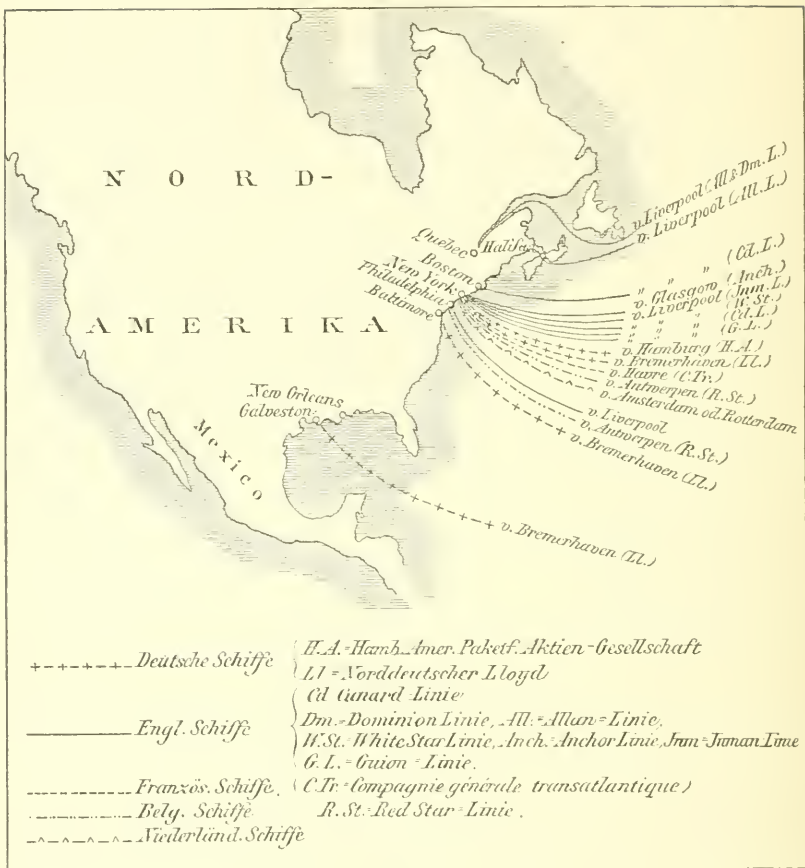 NORD-
AMERIKA
Mexico
Quebec
Halifax
Boston
New York
Philadelphia
Baltimore
New Orleans
Galveston
v. Liverpool (All & Dm. L.)
v. Liverpool (All. L.)
" " " (Cd. L.)
v. Glasgow (Anch.)
v. Liverpool (Inm. L.)
" " " (W. St.)
" " " (Cd. L.)
" " " (G. L.)
v. Hamburg (H. A.)
v. Bremerhaven (Ll.)
v. Havre (C. Tr.)
v. Antwerpen (R. St.)
v. Amsterdam od. Rotterdam
v. Liverpool
v. Antwerpen (R. St.)
v. Bremerhaven (Ll.)
v. Bremerhaven (Ll.)
Deutsche Schiffe
H. A. = Hamb. Amer. Paketf. Aktien-Gesellschaft
Ll = Norddeutscher Lloyd
Engl. Schiffe
Cd Cunard-Linie
Dm. = Dominion Linie, All. = Allan = Linie,
W. St. = White Star Linie, Anch. = Anchor Linie, Inm = Inman Linie
G. L. = Guion = Linie.
Französ. Schiffe. (C. Tr. = Compagnie générale transatlantique)
Belg. Schiffe R. St. = Red Star = Linie.
Niederländ. Schiffe